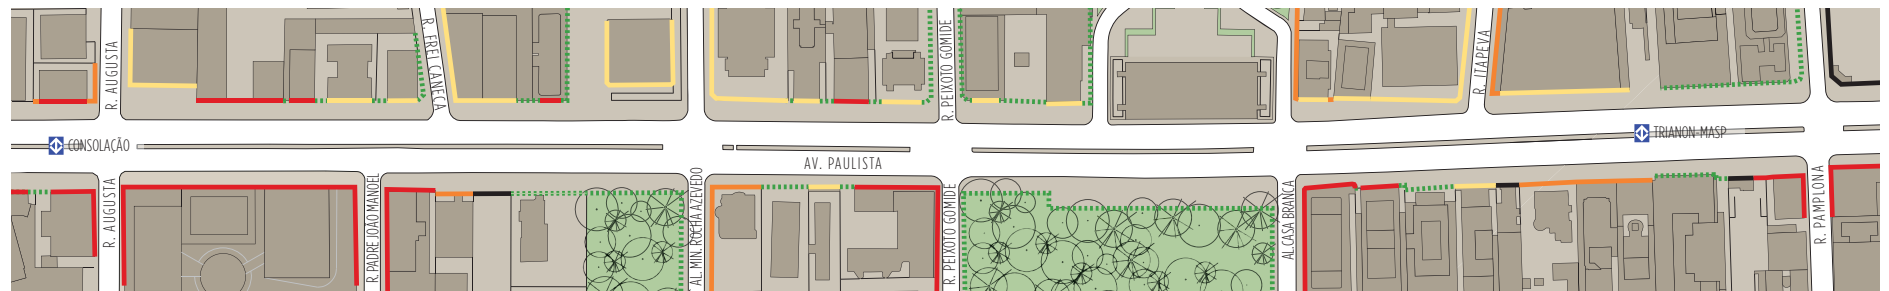 R. AUGUSTA
R. FREI CANECA
R. PEIXOTO GOMIDE
R. ITAPEVA
CONSOLAÇÃO
TRIANON-MASP
AV. PAULISTA
R. AUGUSTA
R. PADRE JOÃO MANOEL
AL. MIN. ROCHA AZEVEDO
R. PEIXOTO GOMIDE
AL. CASA BRANCA
R. PAMPLONA